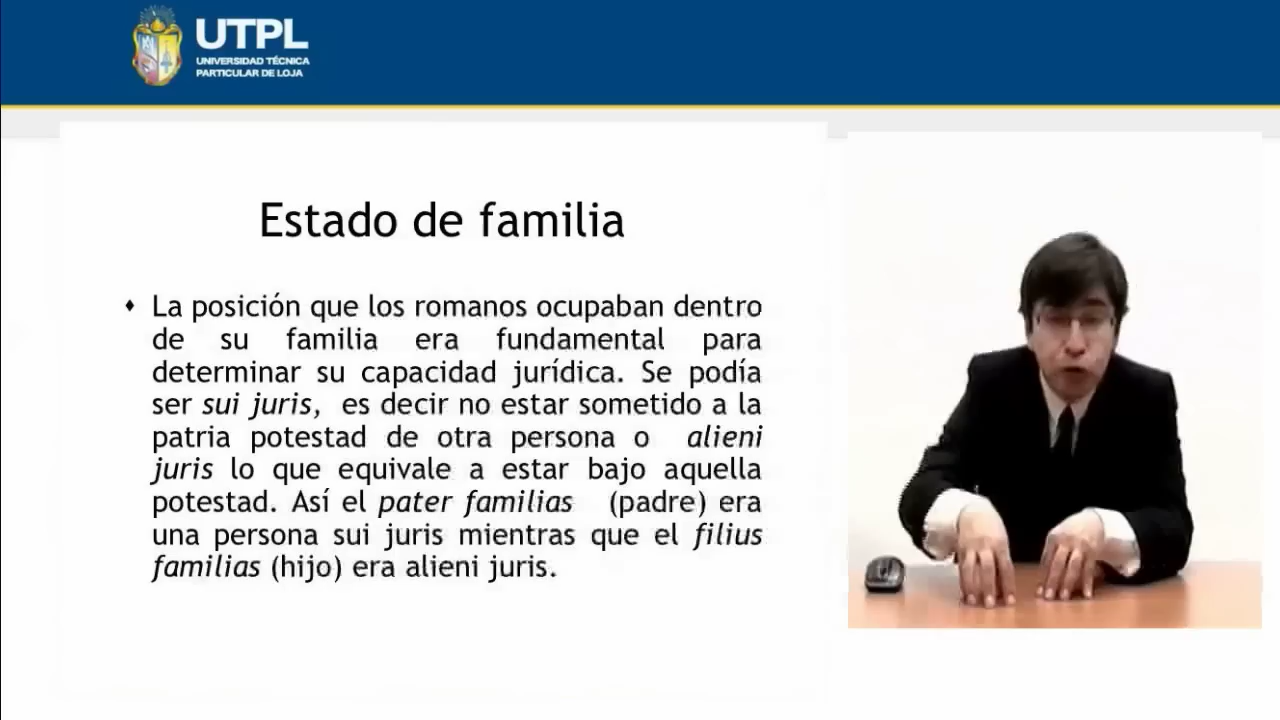 UTPL
UNIVERSIDAD TÉCNICA
PARTICULAR DE LOJA
Estado de familia
♦ La posición que los romanos ocupaban dentro
de su familia era fundamental para
determinar su capacidad jurídica. Se podía
ser sui juris, es decir no estar sometido a la
patria potestad de otra persona o alieni
juris lo que equivale a estar bajo aquella
potestad. Así el pater familias (padre) era
una persona sui juris mientras que el filius
familias (hijo) era alieni juris.